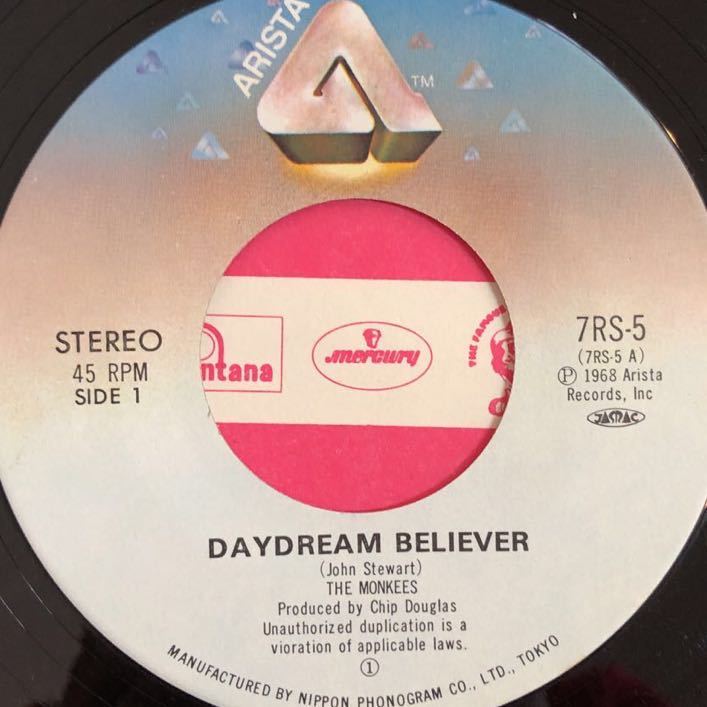 ARISTA
TM
STEREO
45 RPM
SIDE 1
ntana
mercury
THE FAMOUS
7RS-5
(7RS-5 A)
Ⓟ 1968 Arista
Records, Inc
JASRAC
DAYDREAM BELIEVER
(John Stewart)
THE MONKEES
Produced by Chip Douglas
Unauthorized duplication is a
vioration of applicable laws.
①
MANUFACTURED BY NIPPON PHONOGRAM CO., LTD., TOKYO